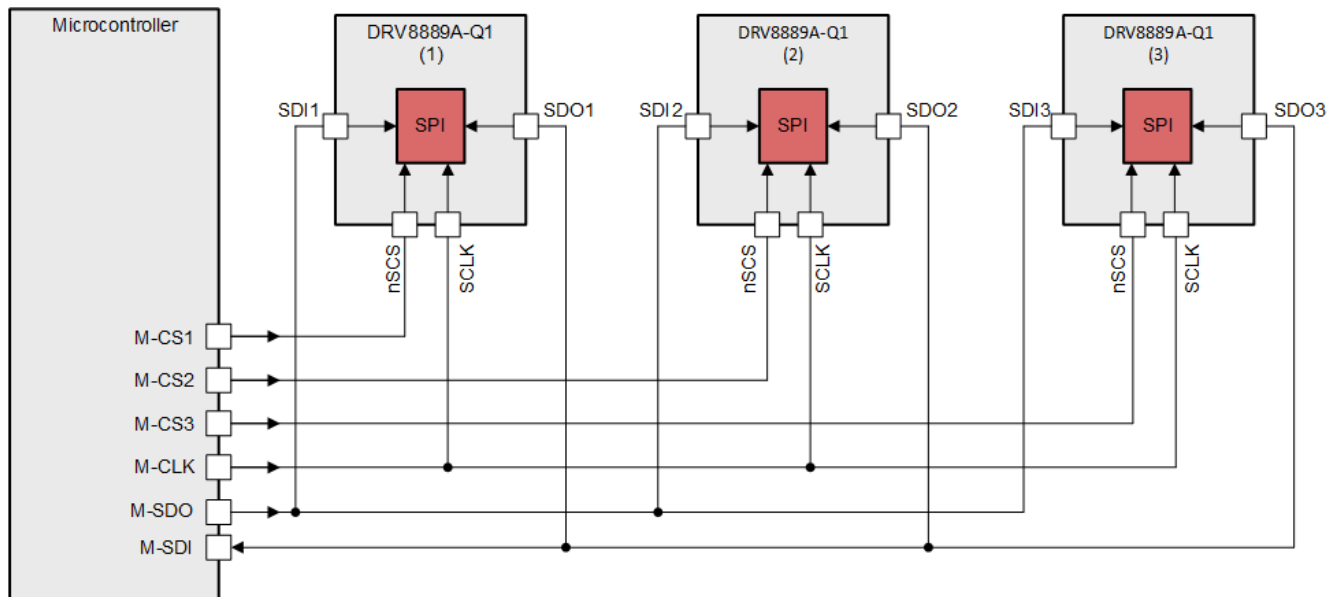 Microcontroller
DRV8889A-Q1
(1)
DRV8889A-Q1
(2)
DRV8889A-Q1
(3)
SDI1
SPI
SDO1
SDI2
SPI
SDO2
SDI3
SPI
SDO3
nSCS
SCLK
nSCS
SCLK
nSCS
SCLK
M-CS1
M-CS2
M-CS3
M-CLK
M-SDO
M-SDI